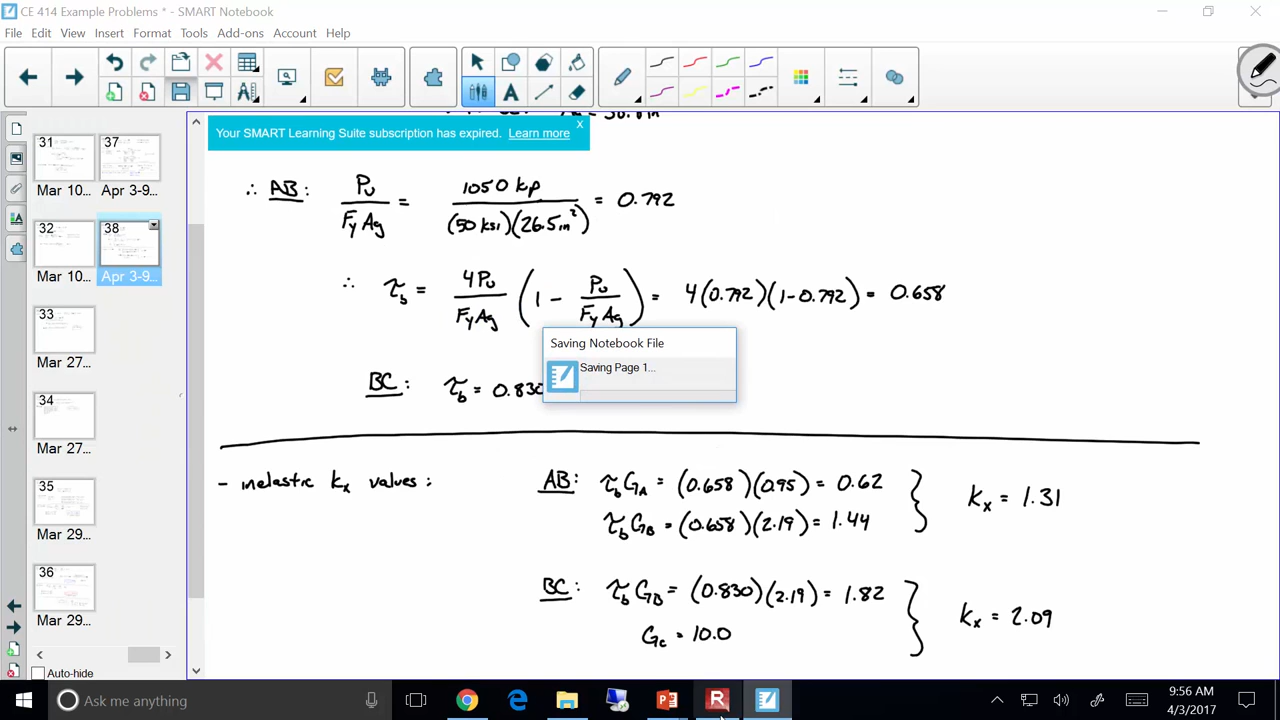 CE 414 Example Problems * - SMART Notebook
File Edit View Insert Format Tools Add-ons Account Help
Your SMART Learning Suite subscription has expired. Learn more X
31 37
Mar 10... Apr 3-9...
32 38
Mar 10... Apr 3-9...
33
Mar 27...
34
Mar 27...
35
Mar 29...
36
Mar 29...
Auto-hide
∴ AB: Pu / FyAg = 1050 kip / (50 ksi)(26.5 in²) = 0.792
∴ τb = 4Pu / FyAg (1 - Pu / FyAg) = 4(0.792)(1-0.792) = 0.658
Saving Notebook File
Saving Page 1...
BC: τb = 0.830
- inelastic kx values:
AB: τb GA = (0.658)(0.95) = 0.62
τb GB = (0.658)(2.19) = 1.44
kx = 1.31
BC: τb GB = (0.830)(2.19) = 1.82
Gc = 10.0
kx = 2.09
Ask me anything
9:56 AM
4/3/2017